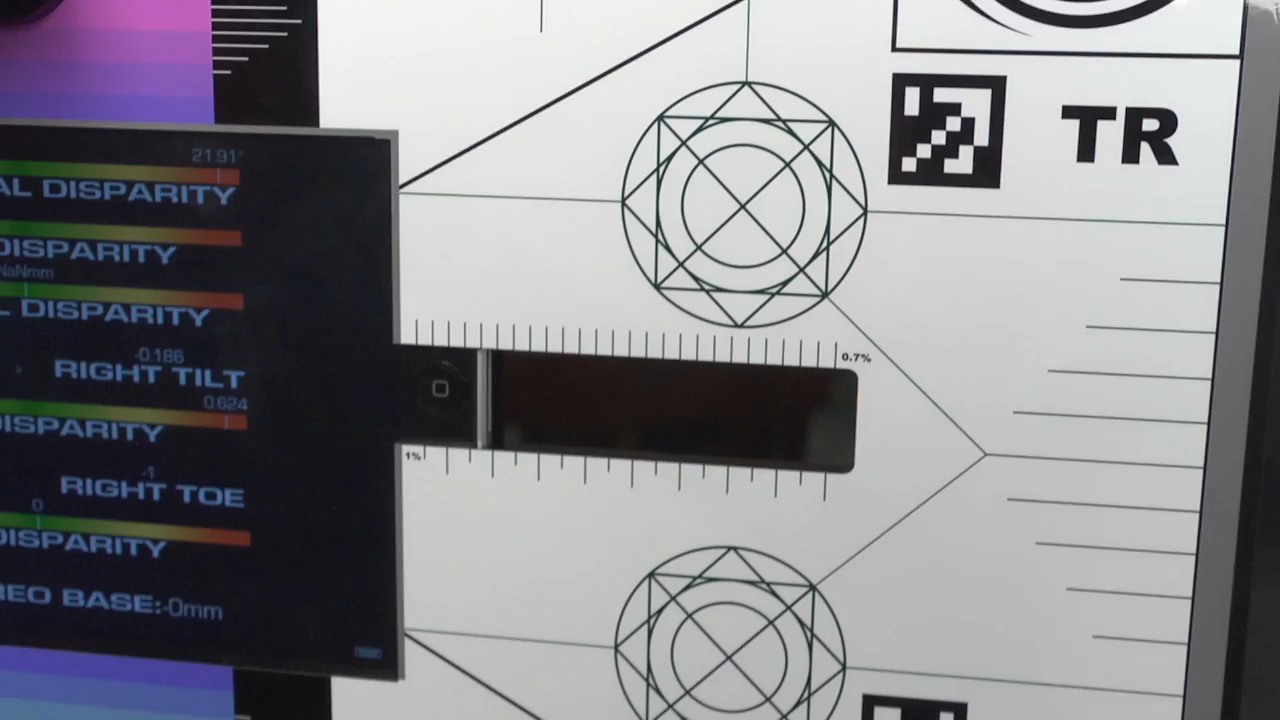 21.91°
AL DISPARITY
DISPARITY
NaNmm
L DISPARITY
-0.186
RIGHT TILT
0.624
DISPARITY
-1
RIGHT TOE
0
DISPARITY
REO BASE:-0mm
TR
0.7%
1%